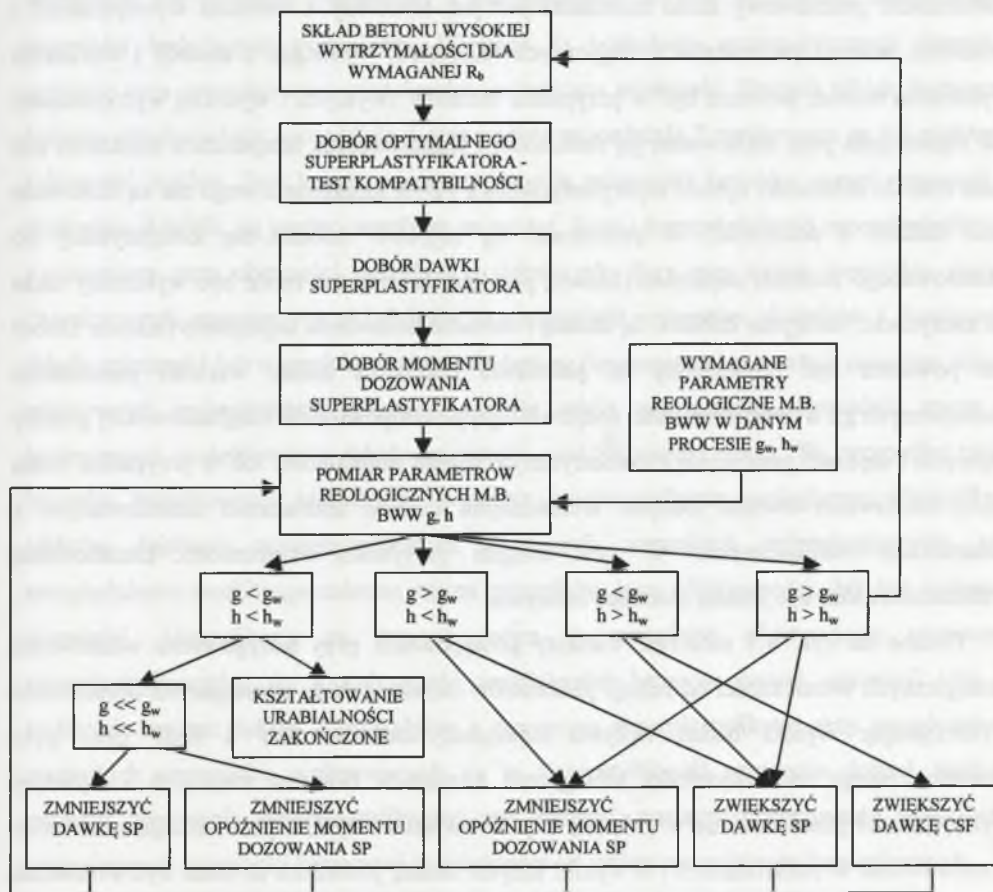 SKŁAD BETONU WYSOKIEJ
WYTRZYMAŁOŚCI DLA
WYMAGANEJ Rb
DOBÓR OPTYMALNEGO
SUPERPLASTYFIKATORA -
TEST KOMPATYBILNOŚCI
DOBÓR DAWKI
SUPERPLASTYFIKATORA
DOBÓR MOMENTU
DOZOWANIA
SUPERPLASTYFIKATORA
WYMAGANE
PARAMETRY
REOLOGICZNE M.B.
BWW W DANYM
PROCESIE gw, hw
POMIAR PARAMETRÓW
REOLOGICZNYCH M.B.
BWW g, h
g < gw
h < hw
g > gw
h < hw
g < gw
h > hw
g > gw
h > hw
g << gw
h << hw
KSZTAŁTOWANIE
URABIALNOŚCI
ZAKOŃCZONE
ZMNIEJSZYĆ
DAWKĘ SP
ZMNIEJSZYĆ
OPÓŹNIENIE MOMENTU
DOZOWANIA SP
ZMNIEJSZYĆ
OPÓŹNIENIE MOMENTU
DOZOWANIA SP
ZWIĘKSZYĆ
DAWKĘ SP
ZWIĘKSZYĆ
DAWKĘ CSF